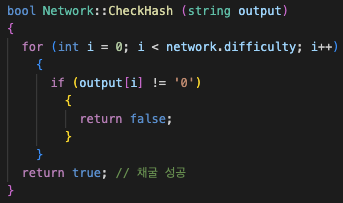 bool Network::CheckHash (string output)
{
for (int i = 0; i < network.difficulty; i++)
{
if (output[i] != '0')
{
return false;
}
}
return true; // 채굴 성공
}